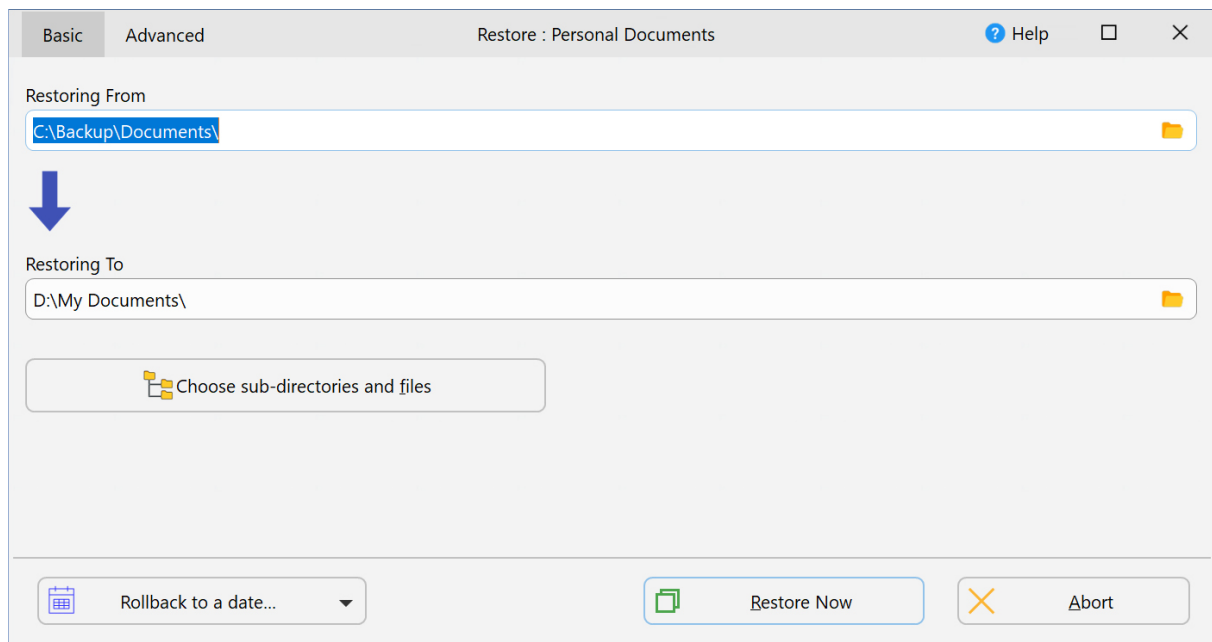 Basic Advanced Restore : Personal Documents ? Help
Restoring From
C:\Backup\Documents\
Restoring To
D:\My Documents\
Choose sub-directories and files
Rollback to a date... Restore Now Abort